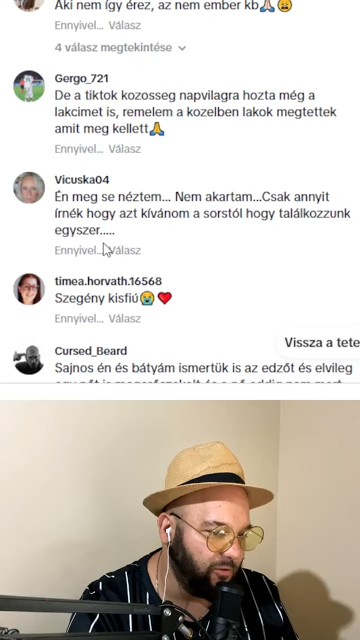 Aki nem így érez, az nem ember kb🙏🏻😩
Ennyivel... Válasz
4 válasz megtekintése
Gergo_721
De a tiktok kozosseg napvilagra hozta még a
lakcimet is, remelem a kozelben lakok megtettek
amit meg kellett🙏
Ennyivel... Válasz
Vicuska04
Én meg se néztem... Nem akartam...Csak annyit
írnék hogy azt kívánom a sorstól hogy találkozzunk
egyszer.....
Ennyivel... Válasz
timea.horvath.16568
Szegény kisfiú😭❤️
Ennyivel... Válasz
Vissza a tete
Cursed_Beard
Sajnos én és bátyám ismertük is az edzőt és elvileg